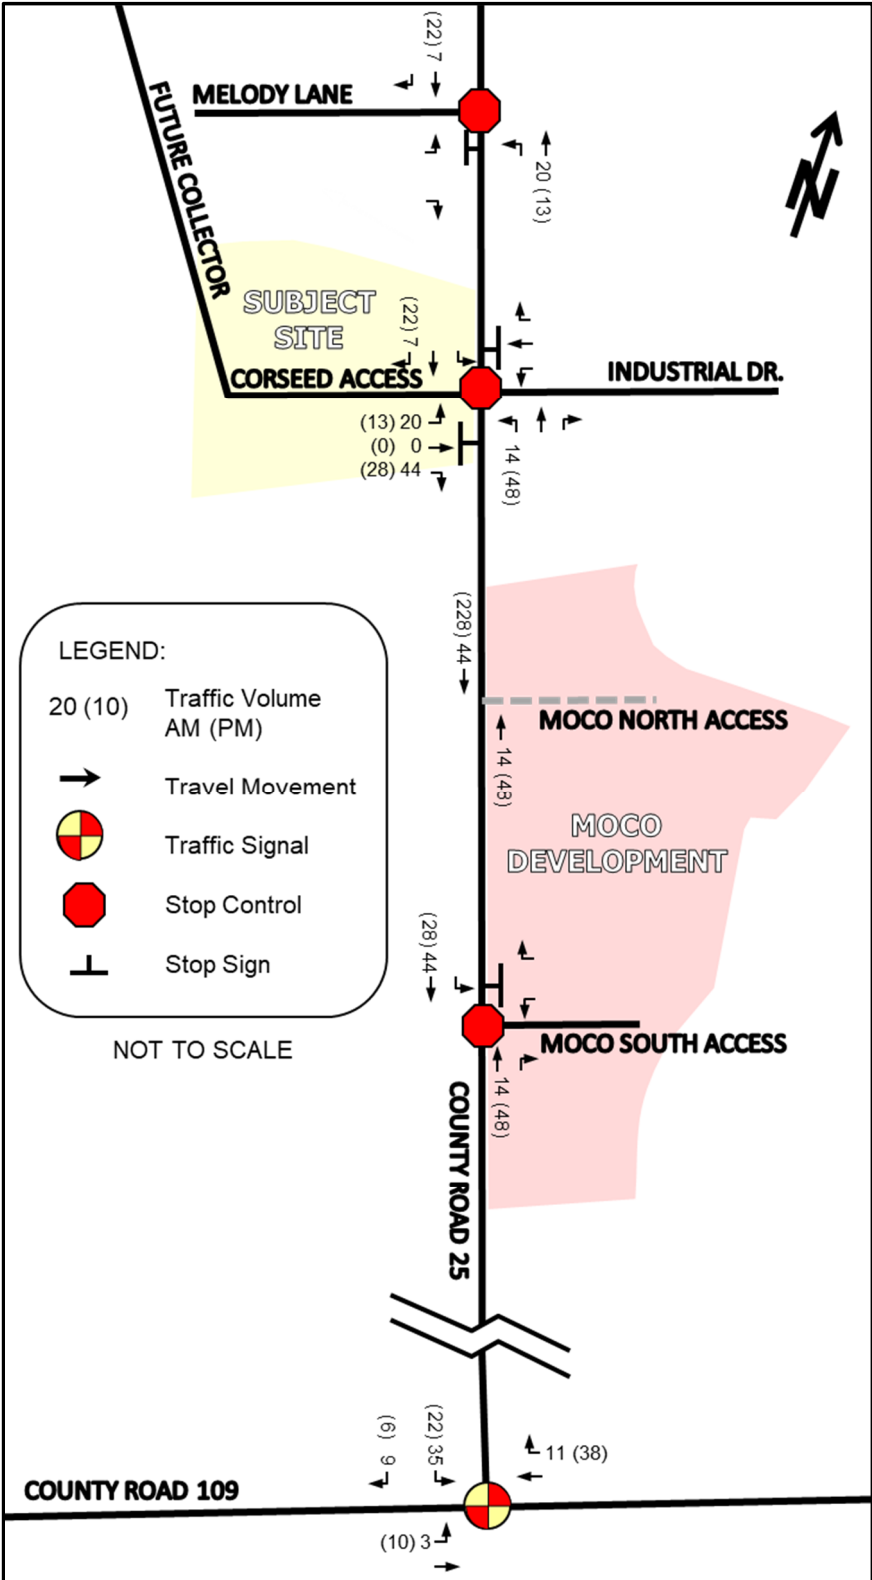 (22) 7
MELODY LANE
20 (13)
FUTURE COLLECTOR
N
SUBJECT
SITE
(22) 7
CORSEED ACCESS
INDUSTRIAL DR.
(13) 20
(0) 0
(28) 44
14 (48)
(228) 44
MOCO NORTH ACCESS
14 (48)
MOCO
DEVELOPMENT
LEGEND:
20 (10)
Traffic Volume
AM (PM)
Travel Movement
Traffic Signal
Stop Control
Stop Sign
NOT TO SCALE
(28) 44
MOCO SOUTH ACCESS
14 (48)
COUNTY ROAD 25
(6) 9
(22) 35
11 (38)
COUNTY ROAD 109
(10) 3